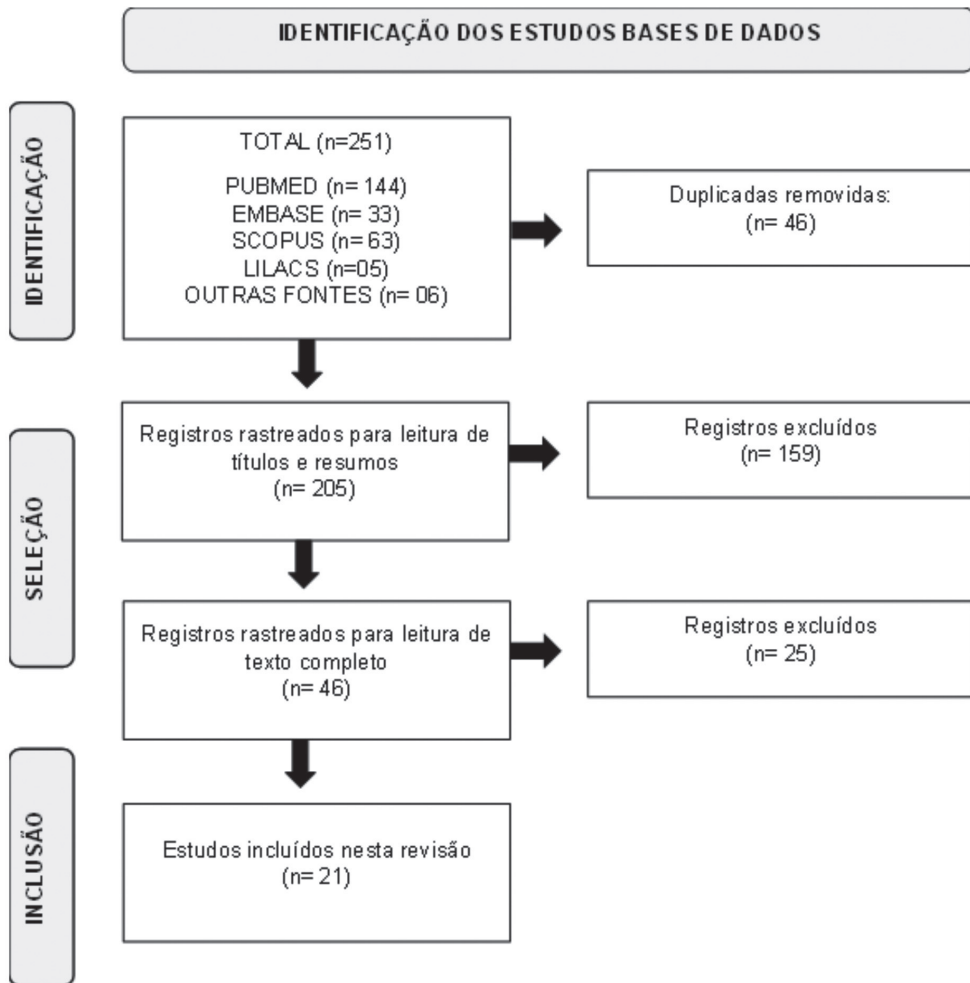 IDENTIFICAÇÃO DOS ESTUDOS BASES DE DADOS
IDENTIFICAÇÃO
TOTAL (n=251)
PUBMED (n= 144)
EMBASE (n= 33)
SCOPUS (n= 63)
LILACS (n=05)
OUTRAS FONTES (n= 06)
Duplicadas removidas:
(n= 46)
SELEÇÃO
Registros rastreados para leitura de
títulos e resumos
(n= 205)
Registros excluídos
(n= 159)
Registros rastreados para leitura de
texto completo
(n= 46)
Registros excluídos
(n= 25)
INCLUSÃO
Estudos incluídos nesta revisão
(n= 21)